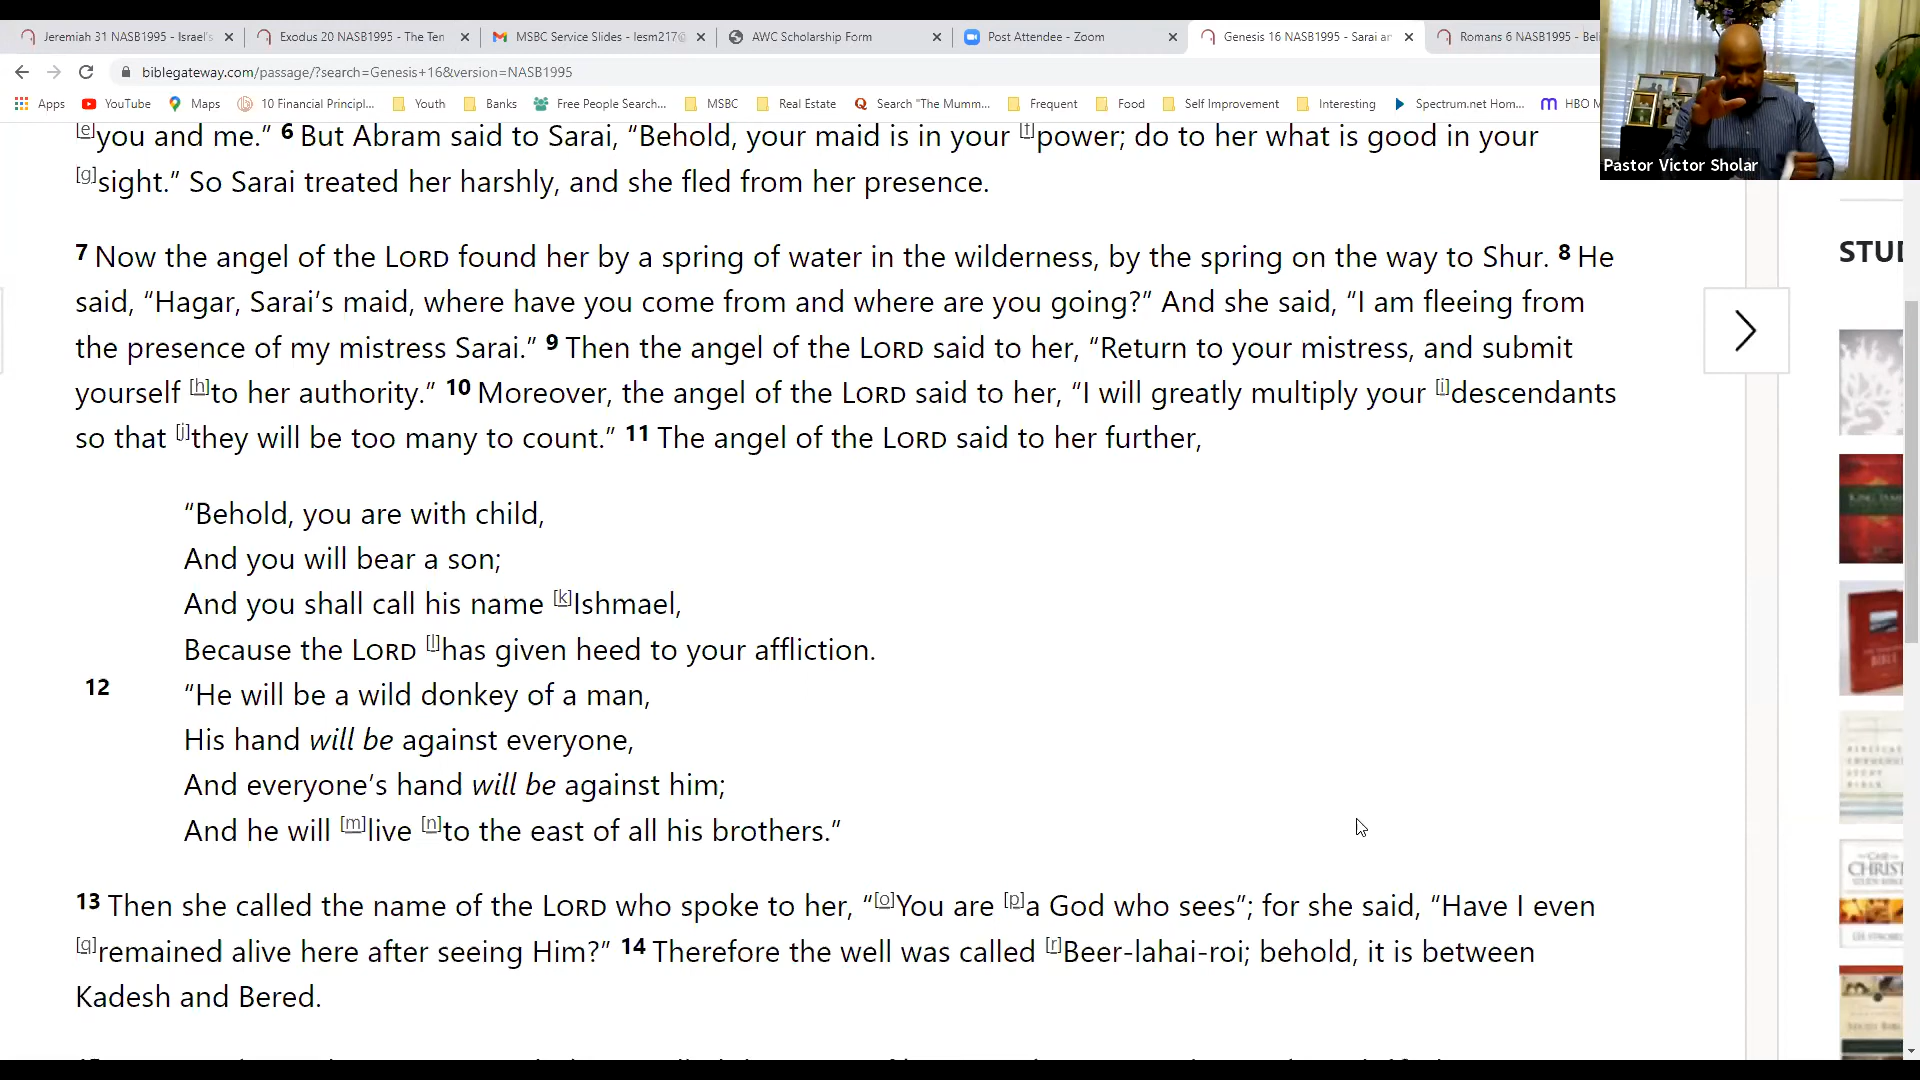 Jeremiah 31 NASB1995 - Israel's
Exodus 20 NASB1995 - The Ten
MSBC Service Slides - lesm217@
AWC Scholarship Form
Post Attendee - Zoom
Genesis 16 NASB1995 - Sarai an
Romans 6 NASB1995 - Beli
biblegateway.com/passage/?search=Genesis+16&version=NASB1995
Apps
YouTube
Maps
10 Financial Principl...
Youth
Banks
Free People Search...
MSBC
Real Estate
Search "The Mumm...
Frequent
Food
Self Improvement
Interesting
Spectrum.net Hom...
HBO M
Pastor Victor Sholar
[e]you and me.” 6 But Abram said to Sarai, “Behold, your maid is in your [f]power; do to her what is good in your
[g]sight.” So Sarai treated her harshly, and she fled from her presence.
7 Now the angel of the LORD found her by a spring of water in the wilderness, by the spring on the way to Shur. 8 He
said, “Hagar, Sarai’s maid, where have you come from and where are you going?” And she said, “I am fleeing from
the presence of my mistress Sarai.” 9 Then the angel of the LORD said to her, “Return to your mistress, and submit
yourself [h]to her authority.” 10 Moreover, the angel of the LORD said to her, “I will greatly multiply your [i]descendants
so that [j]they will be too many to count.” 11 The angel of the LORD said to her further,
“Behold, you are with child,
And you will bear a son;
And you shall call his name [k]Ishmael,
Because the LORD [l]has given heed to your affliction.
12 “He will be a wild donkey of a man,
His hand will be against everyone,
And everyone’s hand will be against him;
And he will [m]live [n]to the east of all his brothers.”
13 Then she called the name of the LORD who spoke to her, “[o]You are [p]a God who sees”; for she said, “Have I even
[q]remained alive here after seeing Him?” 14 Therefore the well was called [r]Beer-lahai-roi; behold, it is between
Kadesh and Bered.
STUD
CHRIST